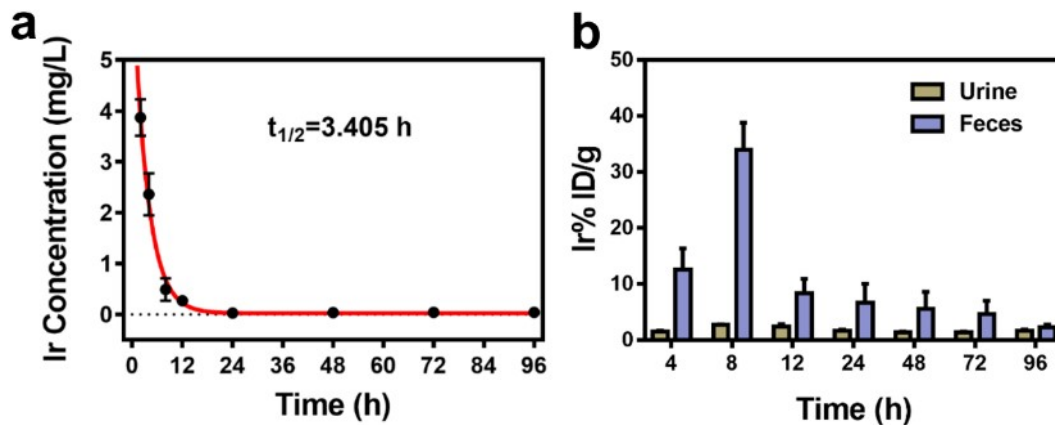 a
Ir Concentration (mg/L)
5
4
3
2
1
0
t1/2=3.405 h
0 12 24 36 48 60 72 84 96
Time (h)
b
Ir% ID/g
50
40
30
20
10
0
Urine
Feces
4 8 12 24 48 72 96
Time (h)